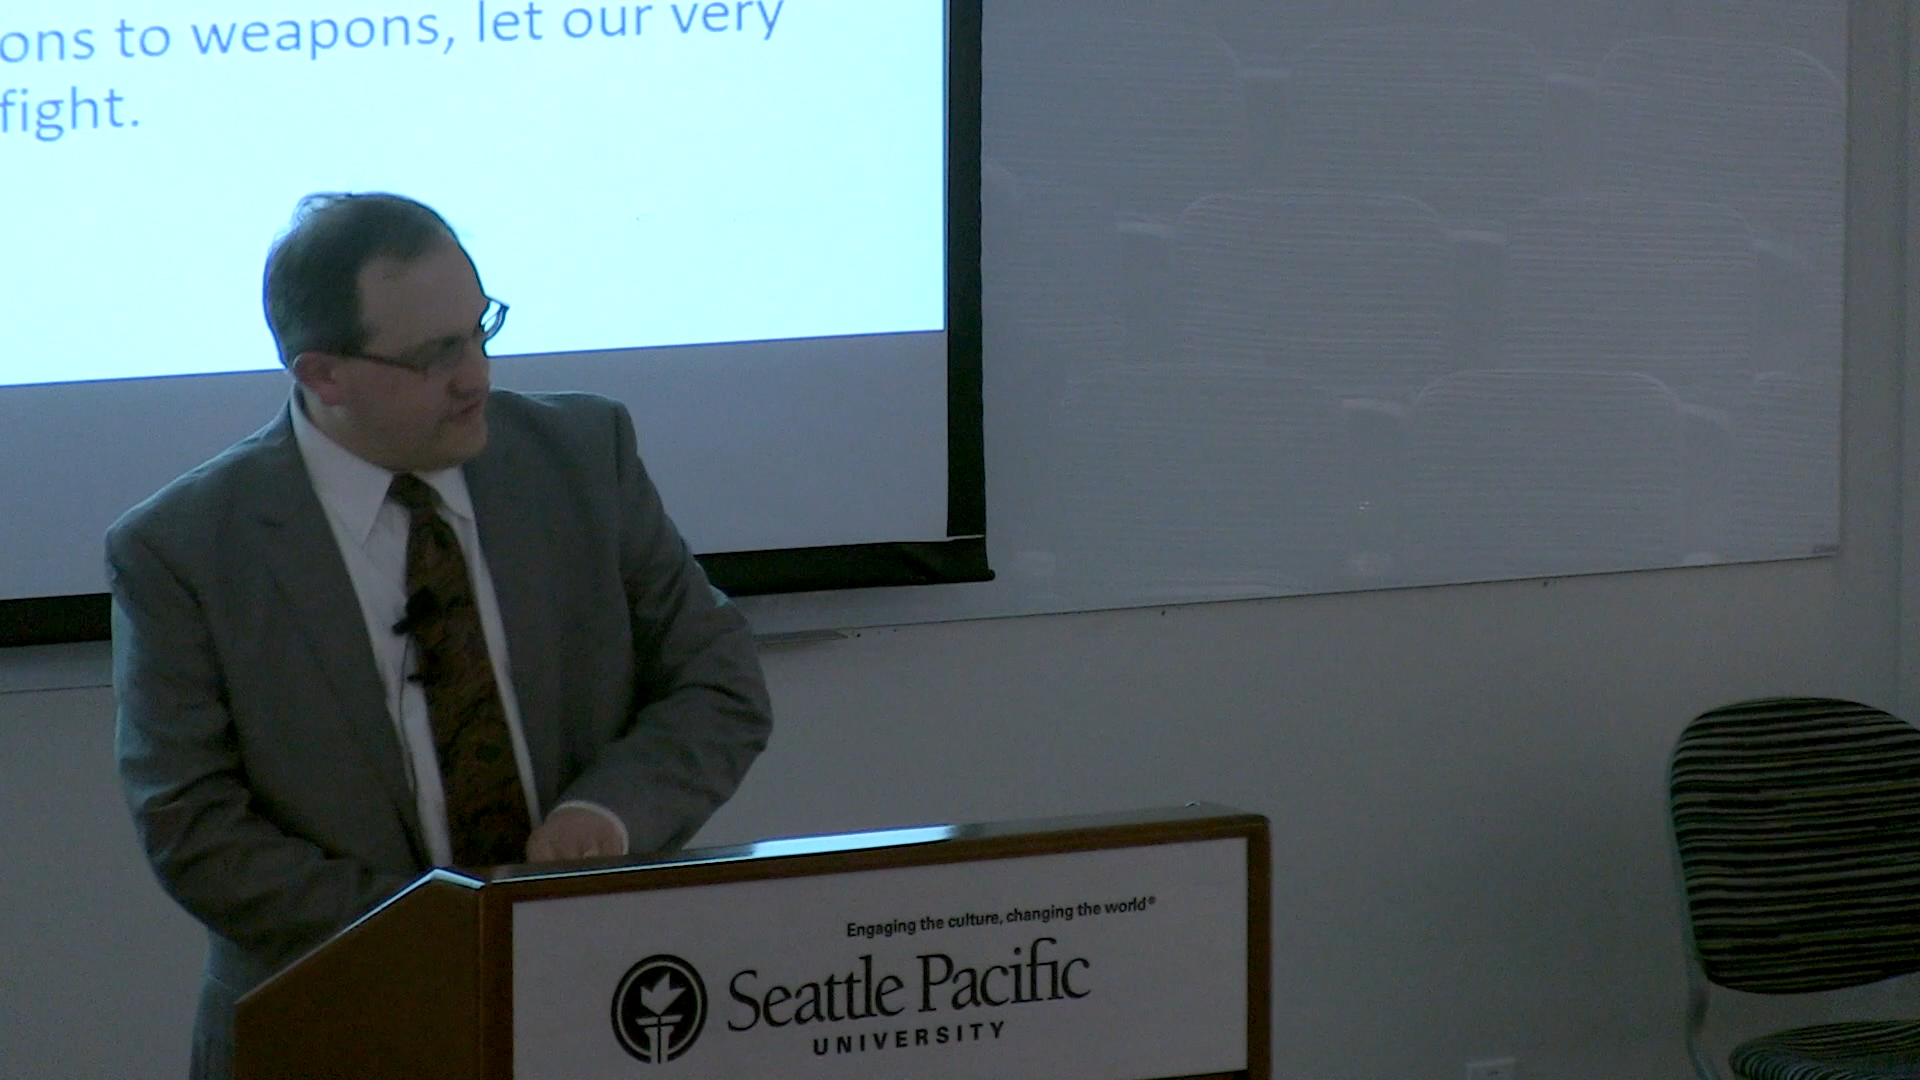 ons to weapons, let our very
fight.
Engaging the culture, changing the world®
Seattle Pacific
UNIVERSITY